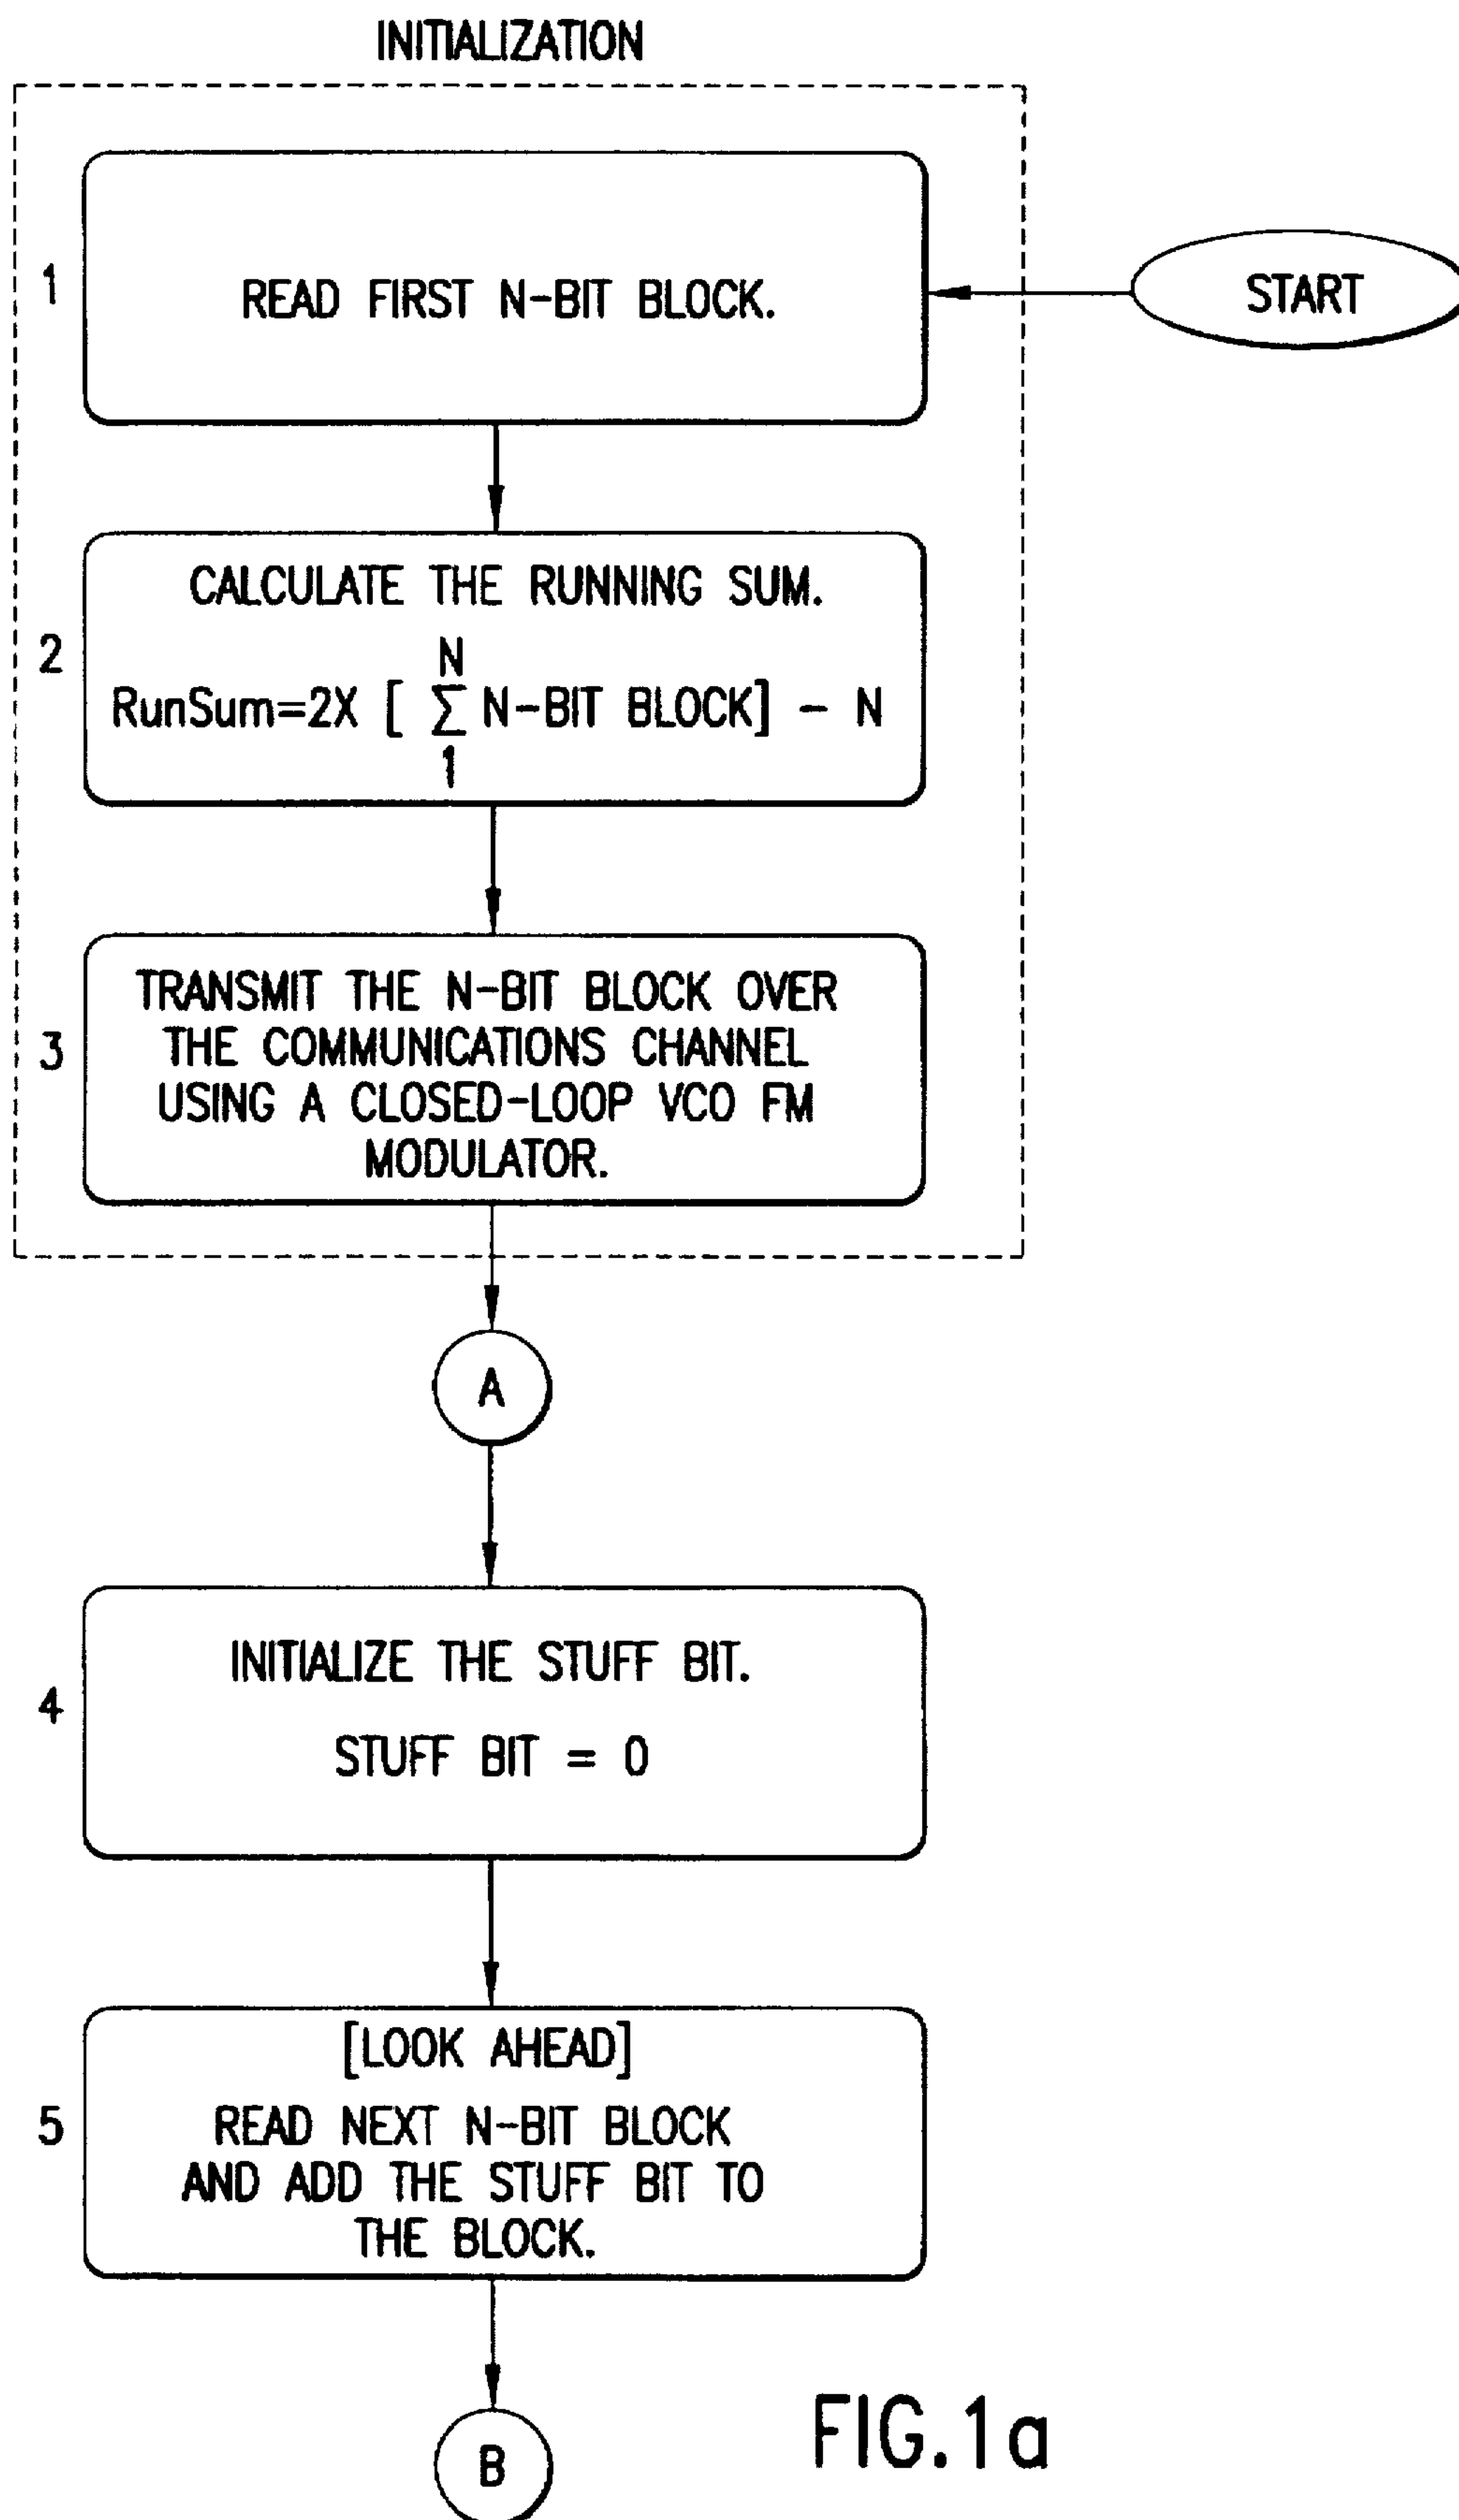 INITIALIZATION
1
READ FIRST N-BIT BLOCK.
START
2
CALCULATE THE RUNNING SUM.
N
RunSum=2X [ Σ N-BIT BLOCK] - N
1
3
TRANSMIT THE N-BIT BLOCK OVER
THE COMMUNICATIONS CHANNEL
USING A CLOSED-LOOP VCO FM
MODULATOR.
A
4
INITIALIZE THE STUFF BIT.
STUFF BIT = 0
5
[LOOK AHEAD]
READ NEXT N-BIT BLOCK
AND ADD THE STUFF BIT TO
THE BLOCK.
B
FIG.1a